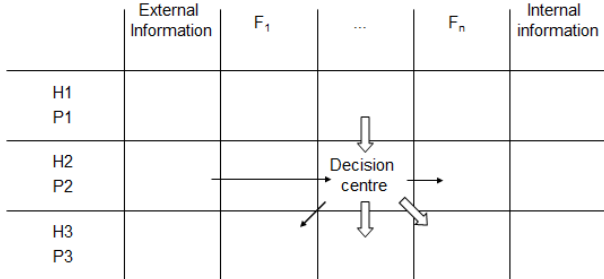 External
Information
F1
...
Fn
Internal
information
H1
P1
H2
P2
Decision
centre
H3
P3